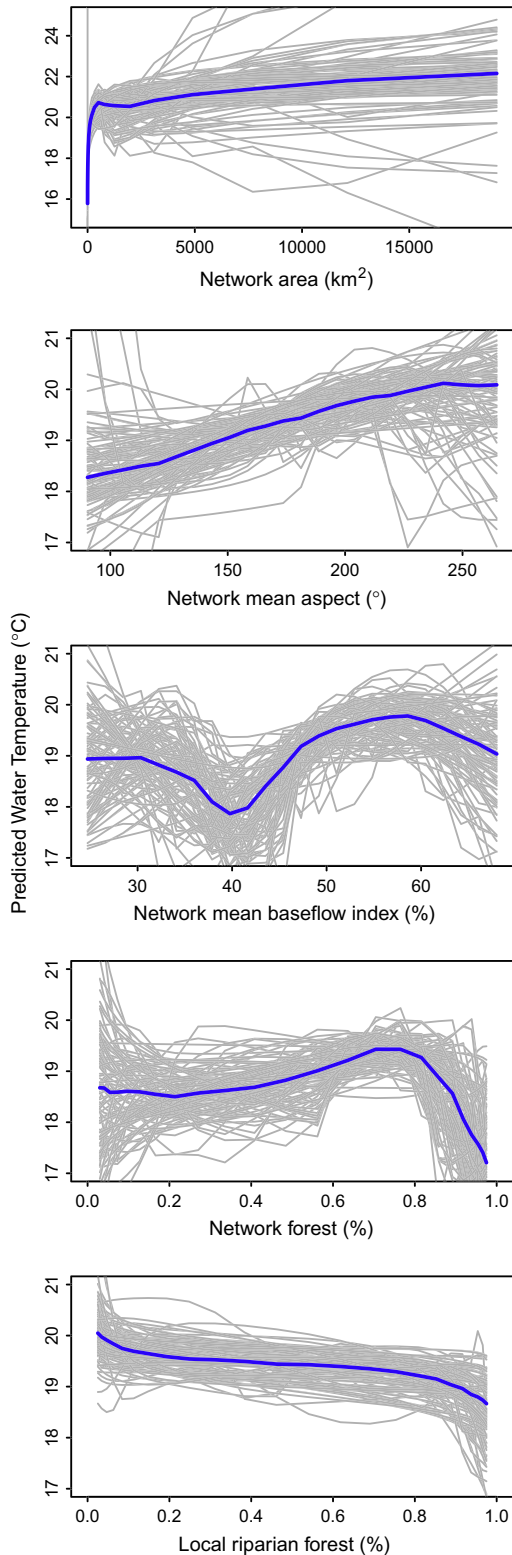 24
22
20
18
16
0 5000 10000 15000
Network area (km²)
21
20
19
18
17
100 150 200 250
Network mean aspect (°)
Predicted Water Temperature (°C)
21
20
19
18
17
30 40 50 60
Network mean baseflow index (%)
21
20
19
18
17
0.0 0.2 0.4 0.6 0.8 1.0
Network forest (%)
21
20
19
18
17
0.0 0.2 0.4 0.6 0.8 1.0
Local riparian forest (%)